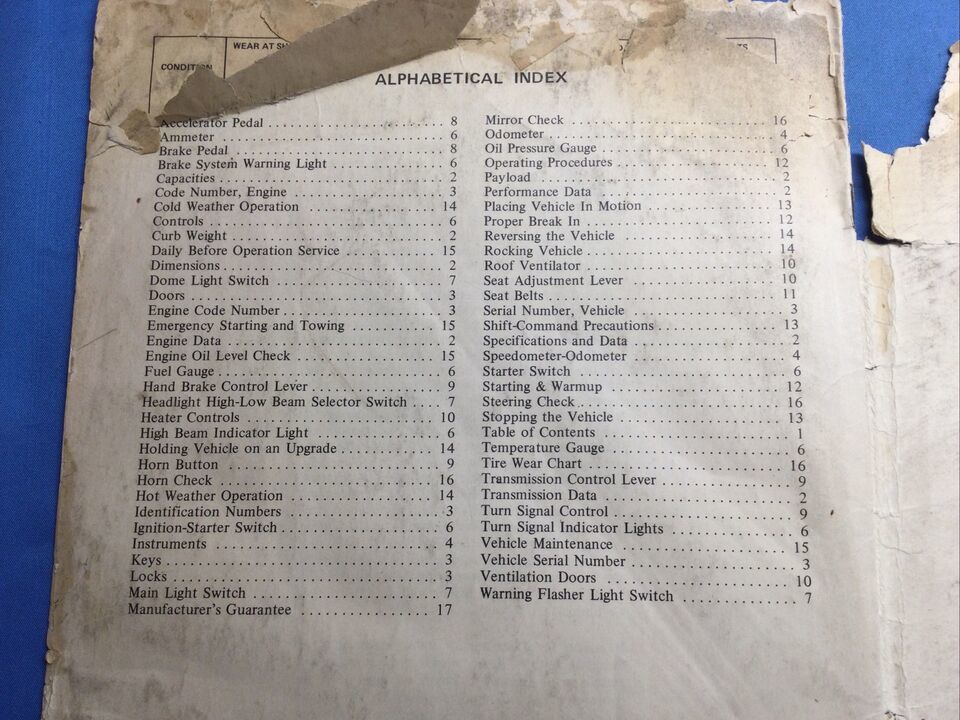 WEAR AT
CONDITION
ALPHABETICAL INDEX
Accelerator Pedal . . . . . . . . . . . . . . . . . . . . . . . 8
Ammeter . . . . . . . . . . . . . . . . . . . . . . . 6
Brake Pedal . . . . . . . . . . . . . . . . . . . . . . . 8
Brake System Warning Light . . . . . . . . . . . . . . . 6
Capacities . . . . . . . . . . . . . . . . . . . . . . . 2
Code Number, Engine . . . . . . . . . . . . . . . . . . . 3
Cold Weather Operation . . . . . . . . . . . . . . . . . 14
Controls . . . . . . . . . . . . . . . . . . . . . . . 6
Curb Weight . . . . . . . . . . . . . . . . . . . . . . . 2
Daily Before Operation Service . . . . . . . . . . . . 15
Dimensions . . . . . . . . . . . . . . . . . . . . . . . 2
Dome Light Switch . . . . . . . . . . . . . . . . . . . 7
Doors . . . . . . . . . . . . . . . . . . . . . . . 3
Engine Code Number . . . . . . . . . . . . . . . . . . . 3
Emergency Starting and Towing . . . . . . . . . . . . 15
Engine Data . . . . . . . . . . . . . . . . . . . . . . . 2
Engine Oil Level Check . . . . . . . . . . . . . . . . . 15
Fuel Gauge . . . . . . . . . . . . . . . . . . . . . . . 6
Hand Brake Control Lever . . . . . . . . . . . . . . . 9
Headlight High-Low Beam Selector Switch . . . . 7
Heater Controls . . . . . . . . . . . . . . . . . . . . . 10
High Beam Indicator Light . . . . . . . . . . . . . . . 6
Holding Vehicle on an Upgrade . . . . . . . . . . . . 14
Horn Button . . . . . . . . . . . . . . . . . . . . . . . 9
Horn Check . . . . . . . . . . . . . . . . . . . . . . . 16
Hot Weather Operation . . . . . . . . . . . . . . . . . 14
Identification Numbers . . . . . . . . . . . . . . . . . 3
Ignition-Starter Switch . . . . . . . . . . . . . . . . . 6
Instruments . . . . . . . . . . . . . . . . . . . . . . . 4
Keys . . . . . . . . . . . . . . . . . . . . . . . 3
Locks . . . . . . . . . . . . . . . . . . . . . . . 3
Main Light Switch . . . . . . . . . . . . . . . . . . . 7
Manufacturer's Guarantee . . . . . . . . . . . . . . . 17
Mirror Check . . . . . . . . . . . . . . . . . . . . . . . 16
Odometer . . . . . . . . . . . . . . . . . . . . . . . 4
Oil Pressure Gauge . . . . . . . . . . . . . . . . . . . 6
Operating Procedures . . . . . . . . . . . . . . . . . 12
Payload . . . . . . . . . . . . . . . . . . . . . . . 2
Performance Data . . . . . . . . . . . . . . . . . . . 2
Placing Vehicle In Motion . . . . . . . . . . . . . . . 13
Proper Break In . . . . . . . . . . . . . . . . . . . . . 12
Reversing the Vehicle . . . . . . . . . . . . . . . . . 14
Rocking Vehicle . . . . . . . . . . . . . . . . . . . . . 14
Roof Ventilator . . . . . . . . . . . . . . . . . . . . . 10
Seat Adjustment Lever . . . . . . . . . . . . . . . . . 10
Seat Belts . . . . . . . . . . . . . . . . . . . . . . . 11
Serial Number, Vehicle . . . . . . . . . . . . . . . . . 3
Shift-Command Precautions . . . . . . . . . . . . . . . 13
Specifications and Data . . . . . . . . . . . . . . . . . 2
Speedometer-Odometer . . . . . . . . . . . . . . . . . 4
Starter Switch . . . . . . . . . . . . . . . . . . . . . 6
Starting & Warmup . . . . . . . . . . . . . . . . . . . 12
Steering Check . . . . . . . . . . . . . . . . . . . . . 16
Stopping the Vehicle . . . . . . . . . . . . . . . . . 13
Table of Contents . . . . . . . . . . . . . . . . . . . 1
Temperature Gauge . . . . . . . . . . . . . . . . . . . 6
Tire Wear Chart . . . . . . . . . . . . . . . . . . . . . 16
Transmission Control Lever . . . . . . . . . . . . . . . 9
Transmission Data . . . . . . . . . . . . . . . . . . . 2
Turn Signal Control . . . . . . . . . . . . . . . . . . . 9
Turn Signal Indicator Lights . . . . . . . . . . . . . . . 6
Vehicle Maintenance . . . . . . . . . . . . . . . . . . . 15
Vehicle Serial Number . . . . . . . . . . . . . . . . . 3
Ventilation Doors . . . . . . . . . . . . . . . . . . . 10
Warning Flasher Light Switch . . . . . . . . . . . . . 7